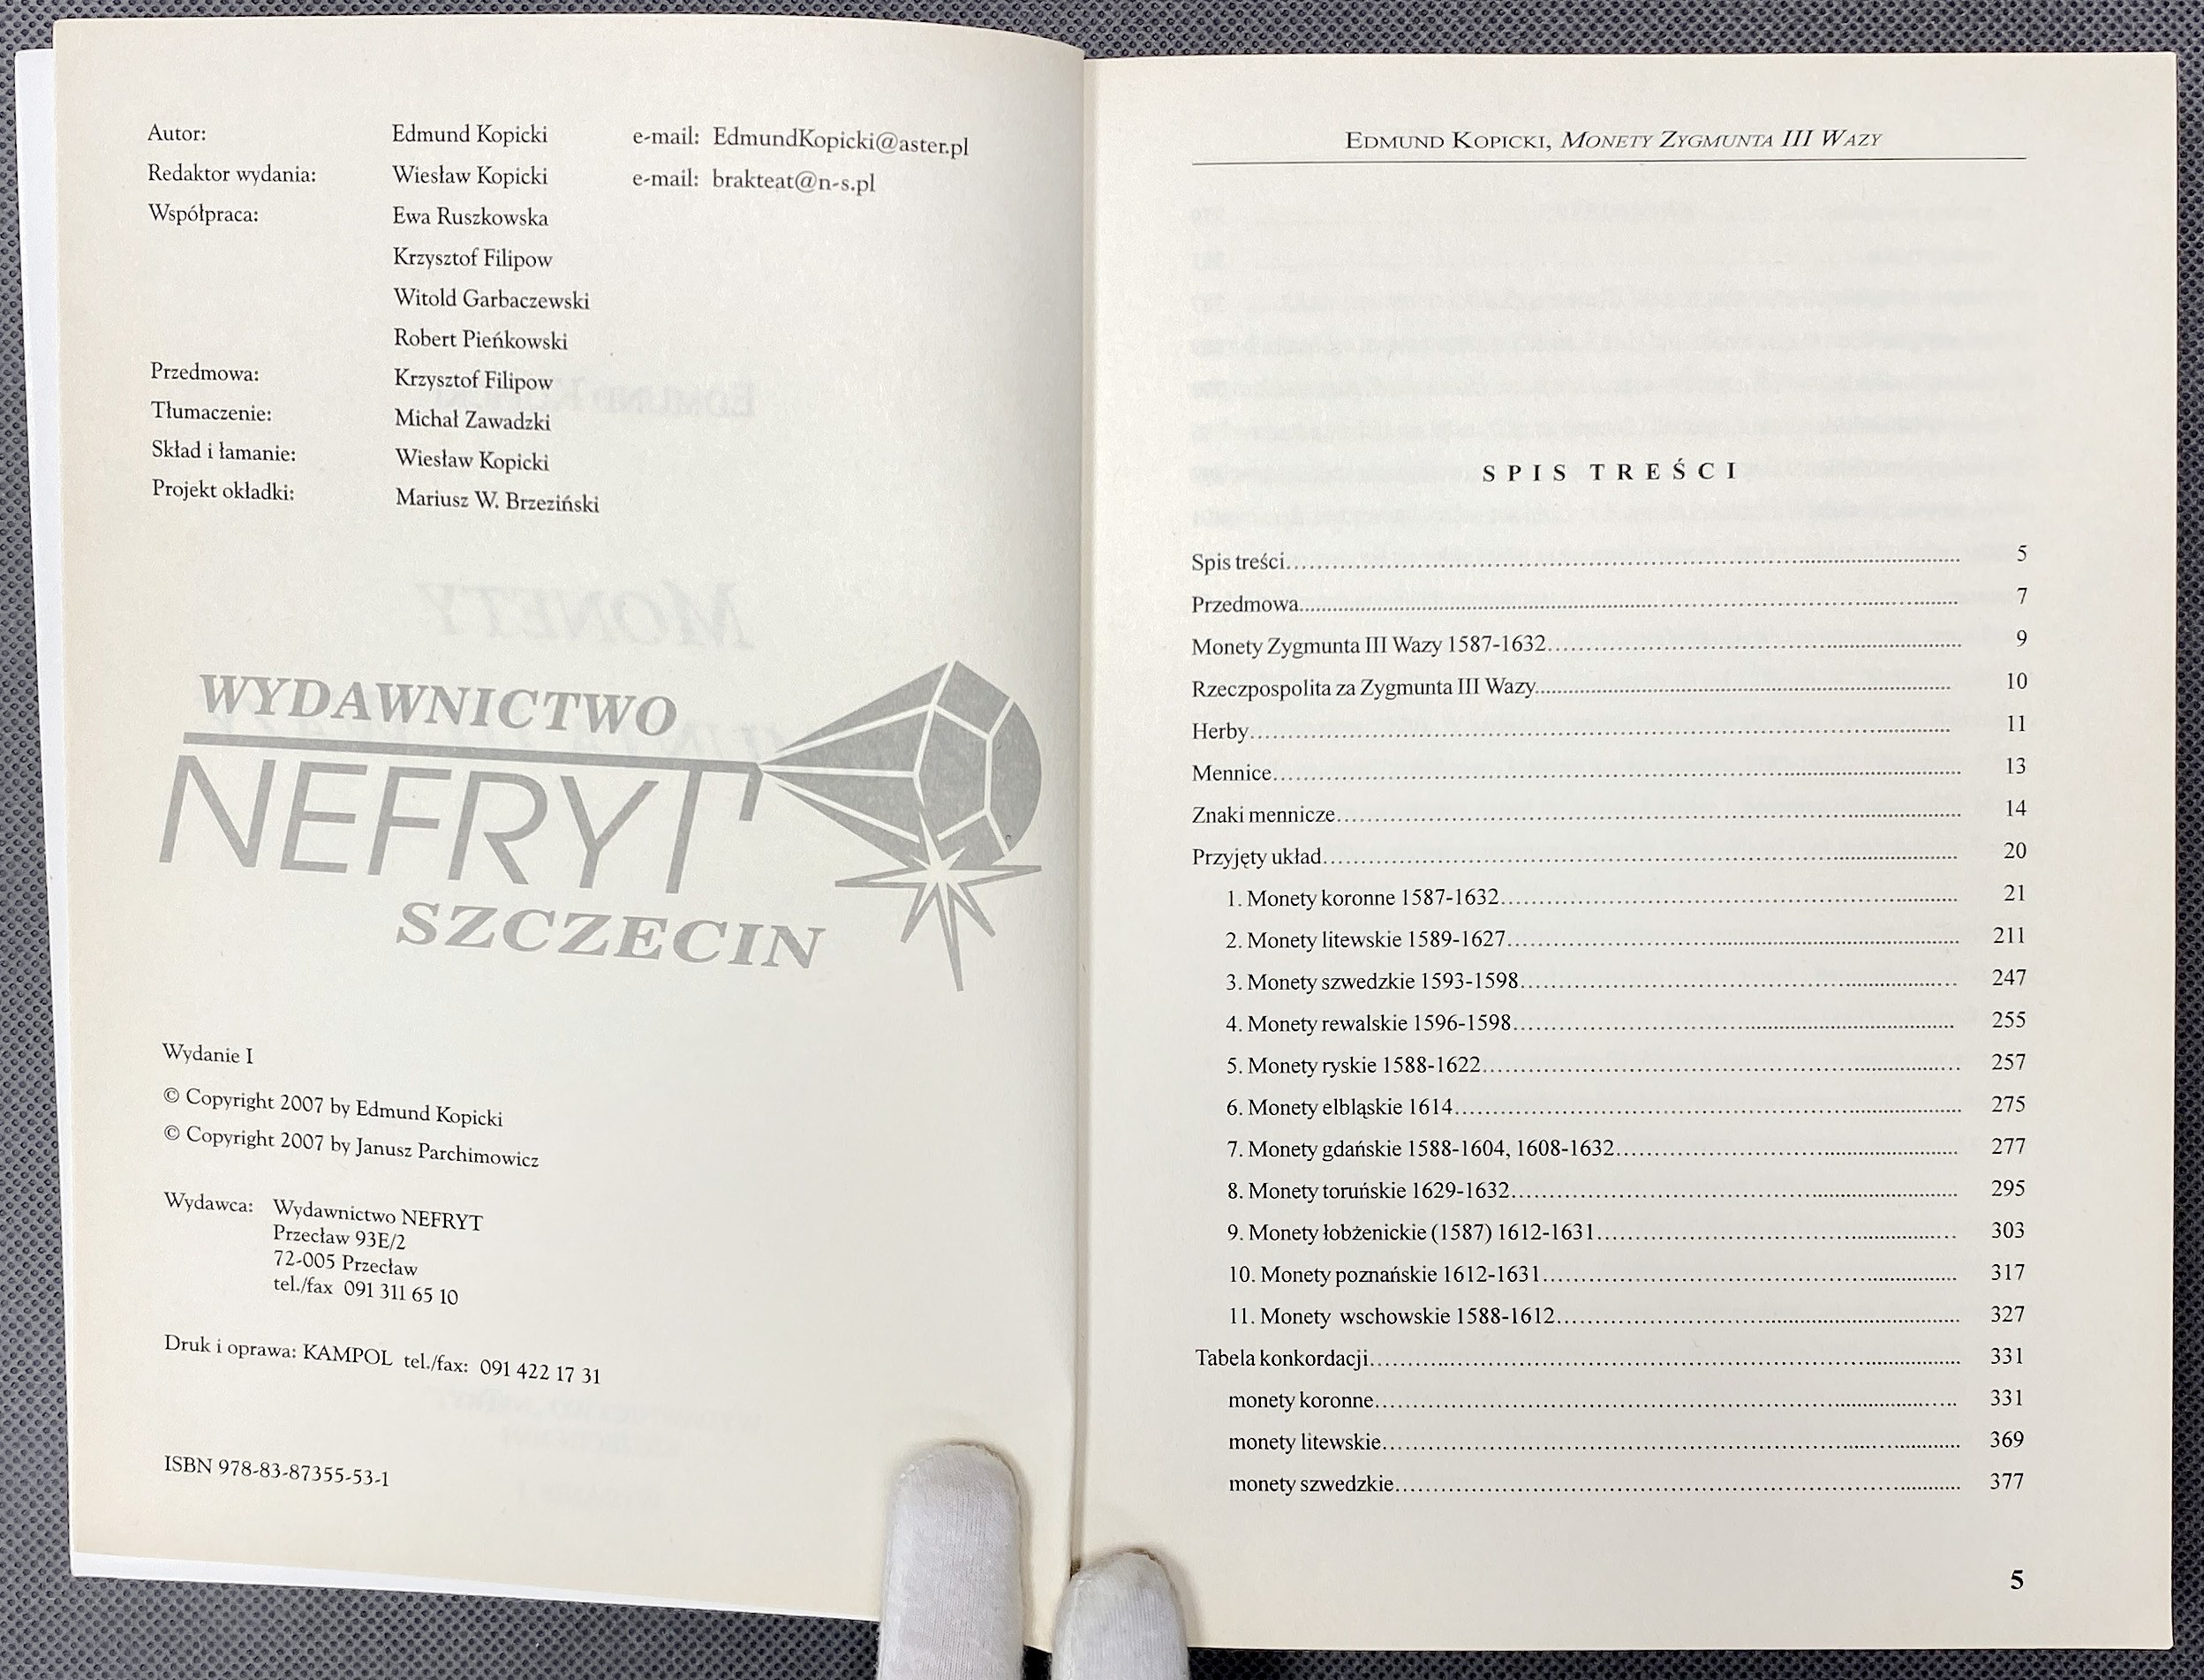 Autor: Edmund Kopicki e-mail: EdmundKopicki@aster.pl
Redaktor wydania: Wiesław Kopicki e-mail: brakteat@n-s.pl
Współpraca: Ewa Ruszkowska
Krzysztof Filipow
Witold Garbaczewski
Robert Pieńkowski
Przedmowa: Krzysztof Filipow
Tłumaczenie: Michał Zawadzki
Skład i łamanie: Wiesław Kopicki
Projekt okładki: Mariusz W. Brzeziński
WYDAWNICTWO
NEFRYT
SZCZECIN
Wydanie I
© Copyright 2007 by Edmund Kopicki
© Copyright 2007 by Janusz Parchimowicz
Wydawca: Wydawnictwo NEFRYT
Przecław 93E/2
72-005 Przecław
tel./fax 091 311 65 10
Druk i oprawa: KAMPOL tel./fax: 091 422 17 31
ISBN 978-83-87355-53-1
EDMUND KOPICKI, MONETY ZYGMUNTA III WAZY
SPIS TREŚCI
Spis treści 5
Przedmowa 7
Monety Zygmunta III Wazy 1587-1632 9
Rzeczpospolita za Zygmunta III Wazy 10
Herby 11
Mennice 13
Znaki mennicze 14
Przyjęty układ 20
1. Monety koronne 1587-1632 21
2. Monety litewskie 1589-1627 211
3. Monety szwedzkie 1593-1598 247
4. Monety rewalskie 1596-1598 255
5. Monety ryskie 1588-1622 257
6. Monety elbląskie 1614 275
7. Monety gdańskie 1588-1604, 1608-1632 277
8. Monety toruńskie 1629-1632 295
9. Monety łobżenickie (1587) 1612-1631 303
10. Monety poznańskie 1612-1631 317
11. Monety wschowskie 1588-1612 327
Tabela konkordacji 331
monety koronne 331
monety litewskie 369
monety szwedzkie 377
5